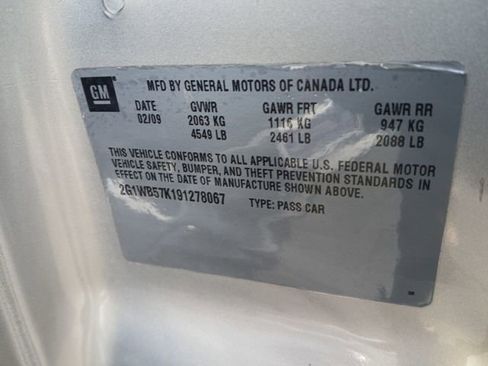 GM
MFD BY GENERAL MOTORS OF CANADA LTD.
DATE GVWR GAWR FRT GAWR RR
02/09 2063 KG 1116 KG 947 KG
4549 LB 2461 LB 2088 LB
THIS VEHICLE CONFORMS TO ALL APPLICABLE U.S. FEDERAL MOTOR
VEHICLE SAFETY, BUMPER, AND THEFT PREVENTION STANDARDS IN
EFFECT ON THE DATE OF MANUFACTURE SHOWN ABOVE.
2G1WB57K191278067 TYPE: PASS CAR